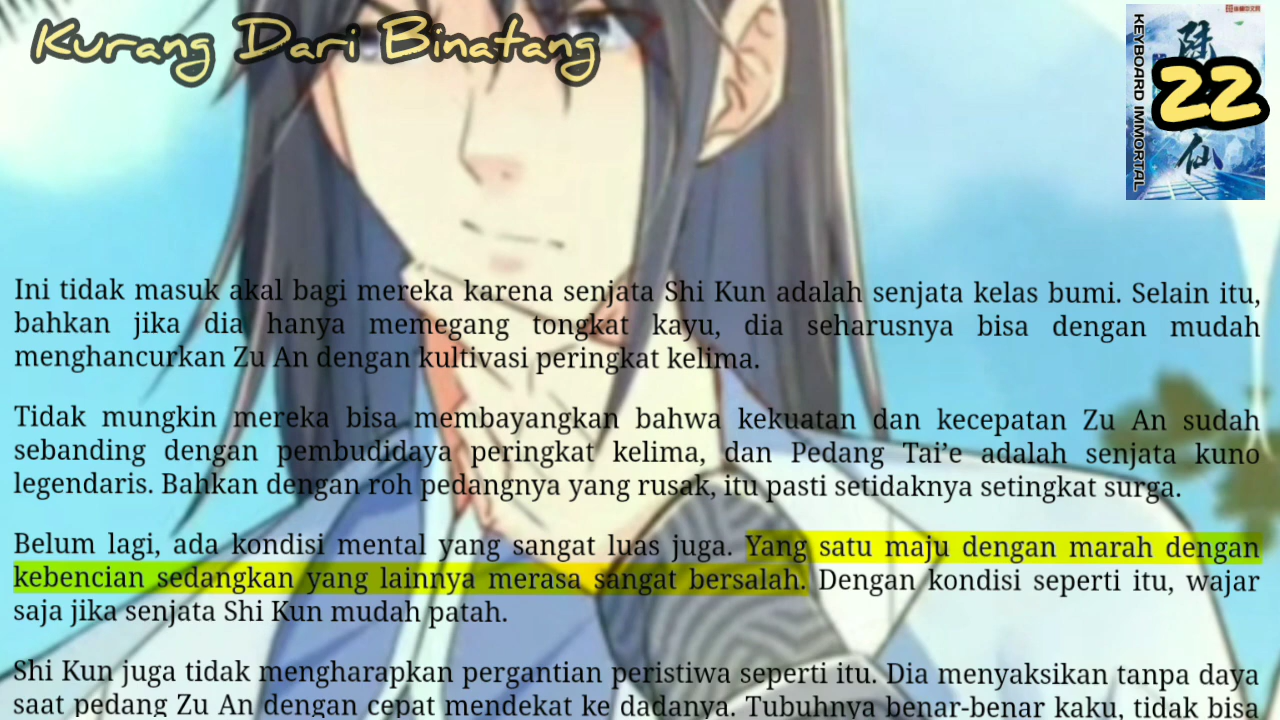 Kurang Dari Binatang
陆
仙
KEYBOARD IMMORTAL
22
Ini tidak masuk akal bagi mereka karena senjata Shi Kun adalah senjata kelas bumi. Selain itu,
bahkan jika dia hanya memegang tongkat kayu, dia seharusnya bisa dengan mudah
menghancurkan Zu An dengan kultivasi peringkat kelima.
Tidak mungkin mereka bisa membayangkan bahwa kekuatan dan kecepatan Zu An sudah
sebanding dengan pembudidaya peringkat kelima, dan Pedang Tai’e adalah senjata kuno
legendaris. Bahkan dengan roh pedangnya yang rusak, itu pasti setidaknya setingkat surga.
Belum lagi, ada kondisi mental yang sangat luas juga. Yang satu maju dengan marah dengan
kebencian sedangkan yang lainnya merasa sangat bersalah. Dengan kondisi seperti itu, wajar
saja jika senjata Shi Kun mudah patah.
Shi Kun juga tidak mengharapkan pergantian peristiwa seperti itu. Dia menyaksikan tanpa daya
saat pedang Zu An dengan cepat mendekat ke dadanya. Tubuhnya benar-benar kaku, tidak bisa